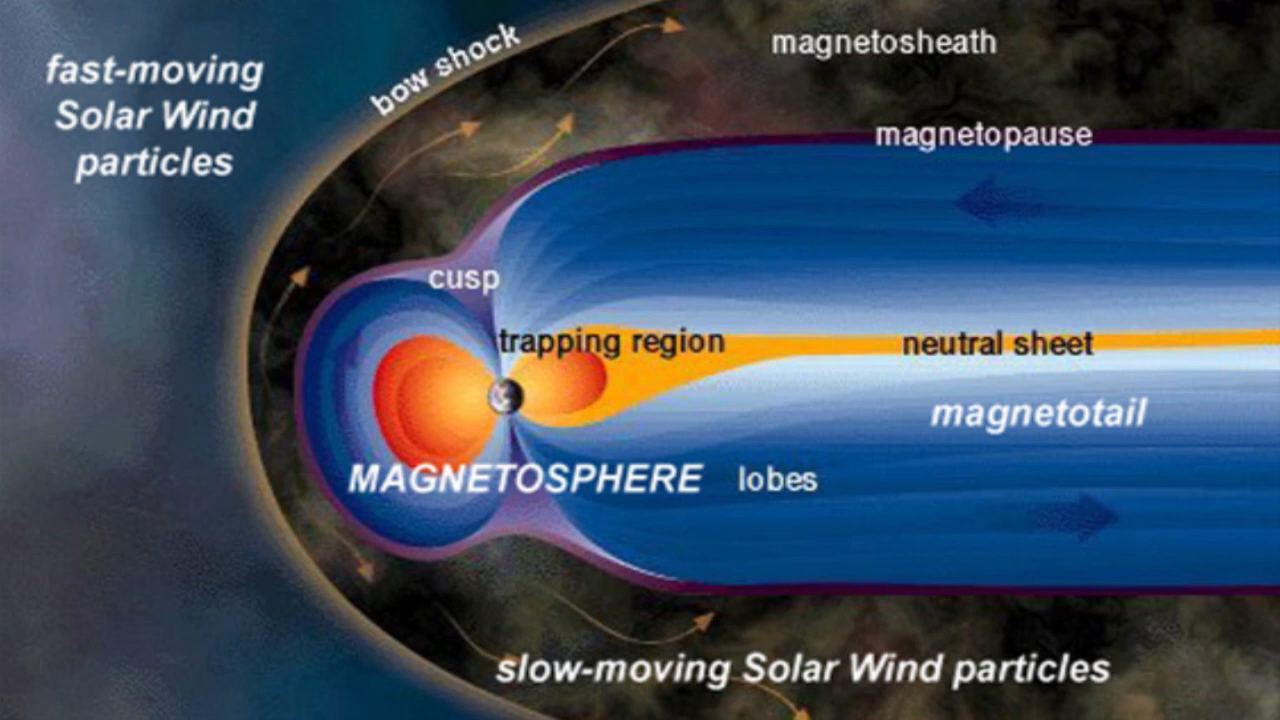 fast-moving
Solar Wind
particles
bow shock
magnetosheath
magnetopause
cusp
trapping region
neutral sheet
magnetotail
MAGNETOSPHERE
lobes
slow-moving Solar Wind particles